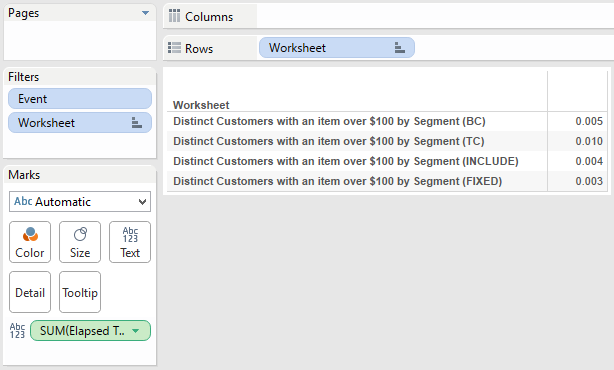 Pages
Columns
Rows
Worksheet
Filters
Event
Worksheet
Marks
Abc Automatic
Color
Size
Abc
123
Text
Detail
Tooltip
Abc
123
SUM(Elapsed T..
Worksheet
Distinct Customers with an item over $100 by Segment (BC) 0.005
Distinct Customers with an item over $100 by Segment (TC) 0.010
Distinct Customers with an item over $100 by Segment (INCLUDE) 0.004
Distinct Customers with an item over $100 by Segment (FIXED) 0.003